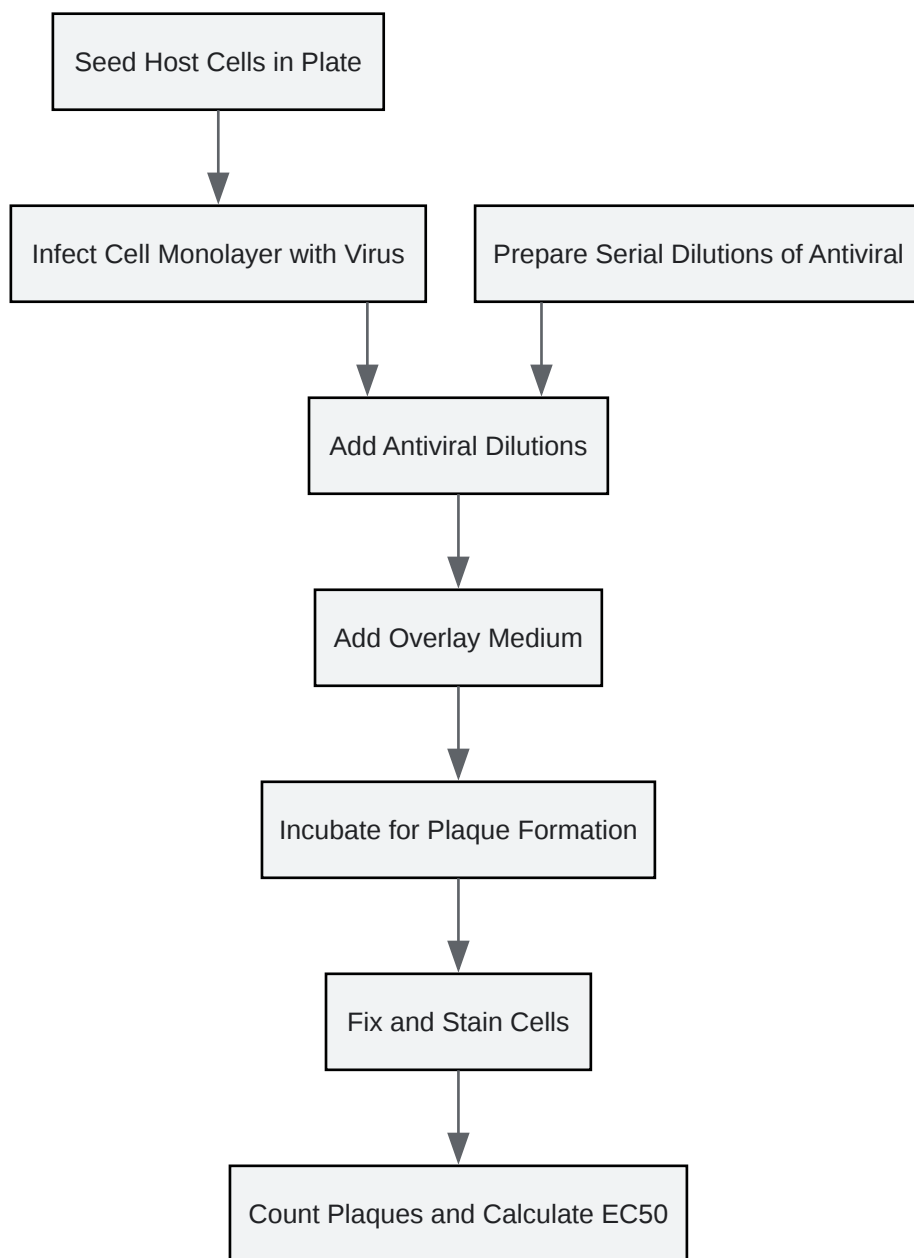 Seed Host Cells in Plate
Infect Cell Monolayer with Virus
Prepare Serial Dilutions of Antiviral
Add Antiviral Dilutions
Add Overlay Medium
Incubate for Plaque Formation
Fix and Stain Cells
Count Plaques and Calculate EC50